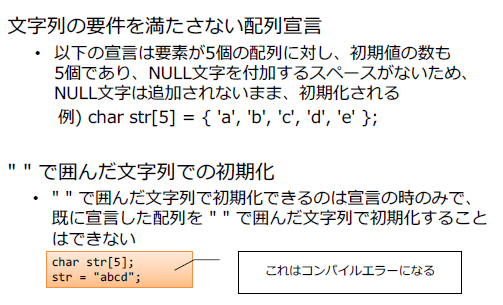 文字列の要件を満たさない配列宣言
• 以下の宣言は要素が5個の配列に対し、初期値の数も
5個であり、NULL文字を付加するスペースがないため、
NULL文字は追加されないまま、初期化される
例) char str[5] = { 'a', 'b', 'c', 'd', 'e' };
" " で囲んだ文字列での初期化
• " " で囲んだ文字列で初期化できるのは宣言の時のみで、
既に宣言した配列を " " で囲んだ文字列で初期化すること
はできない
char str[5];
str = "abcd";
これはコンパイルエラーになる